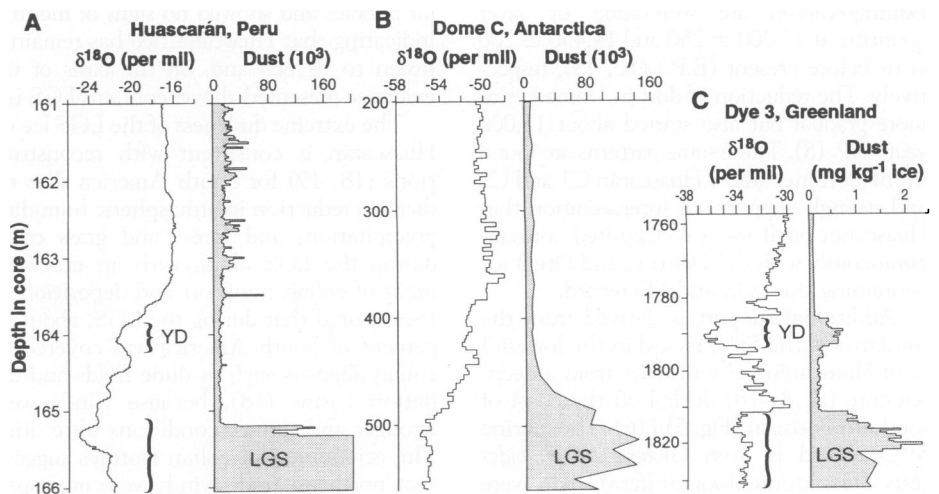 A Huascarán, Peru
δ18O (per mil) Dust (10³)
-24 -20 -16 0 80 160
161
162
163
164
165
166
Depth in core (m)
YD
LGS
B Dome C, Antarctica
δ18O (per mil) Dust (10³)
-58 -54 -50 0 80 160
200
300
400
500
LGS
C Dye 3, Greenland
δ18O Dust
(per mil) (mg kg⁻¹ ice)
-38 -34 -30 0 2
1760
1780
1800
1820
YD
LGS